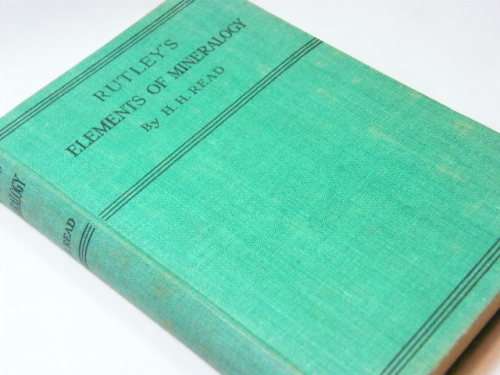 RUTLEY'S
ELEMENTS OF MINERALOGY
By H. H. READ
READ